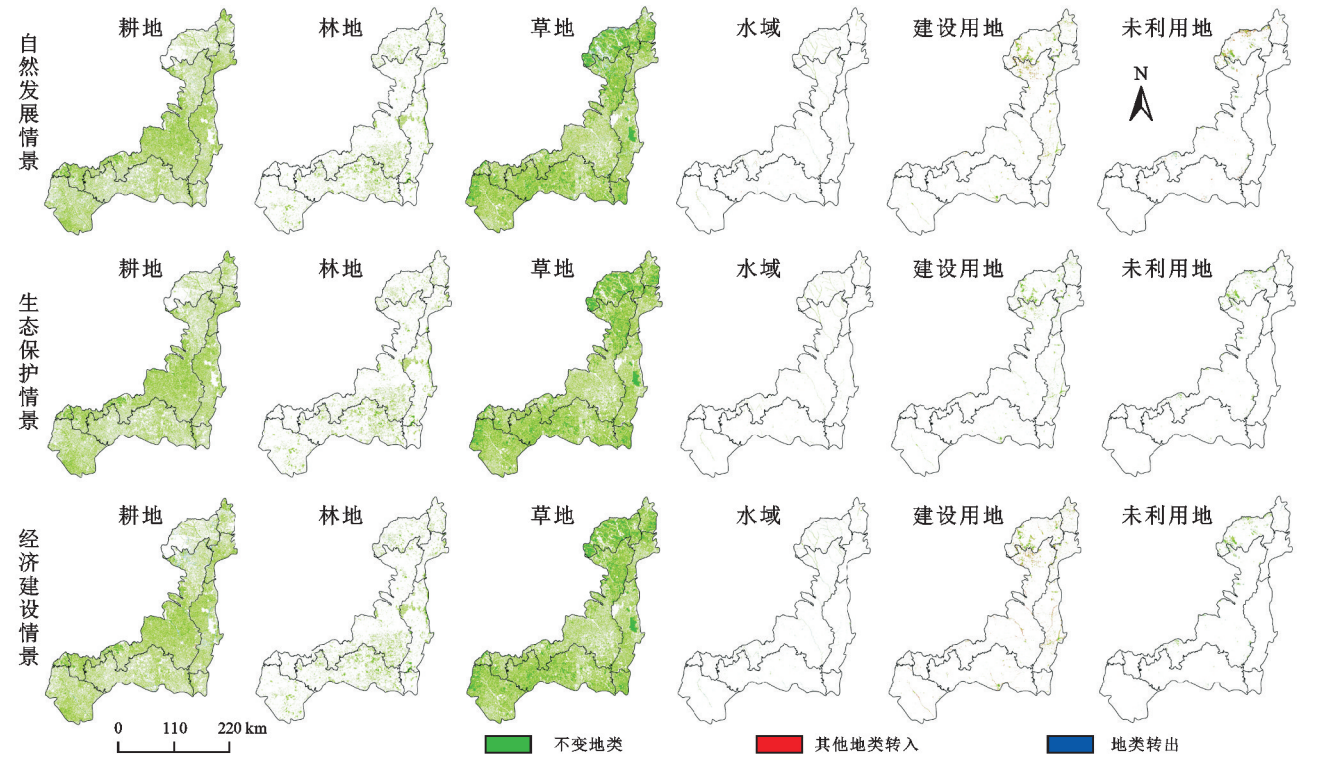 自然发展情景
耕地
林地
草地
水域
建设用地
未利用地
N
生态保护情景
耕地
林地
草地
水域
建设用地
未利用地
经济建设情景
耕地
林地
草地
水域
建设用地
未利用地
0 110 220 km
不变地类
其他地类转入
地类转出